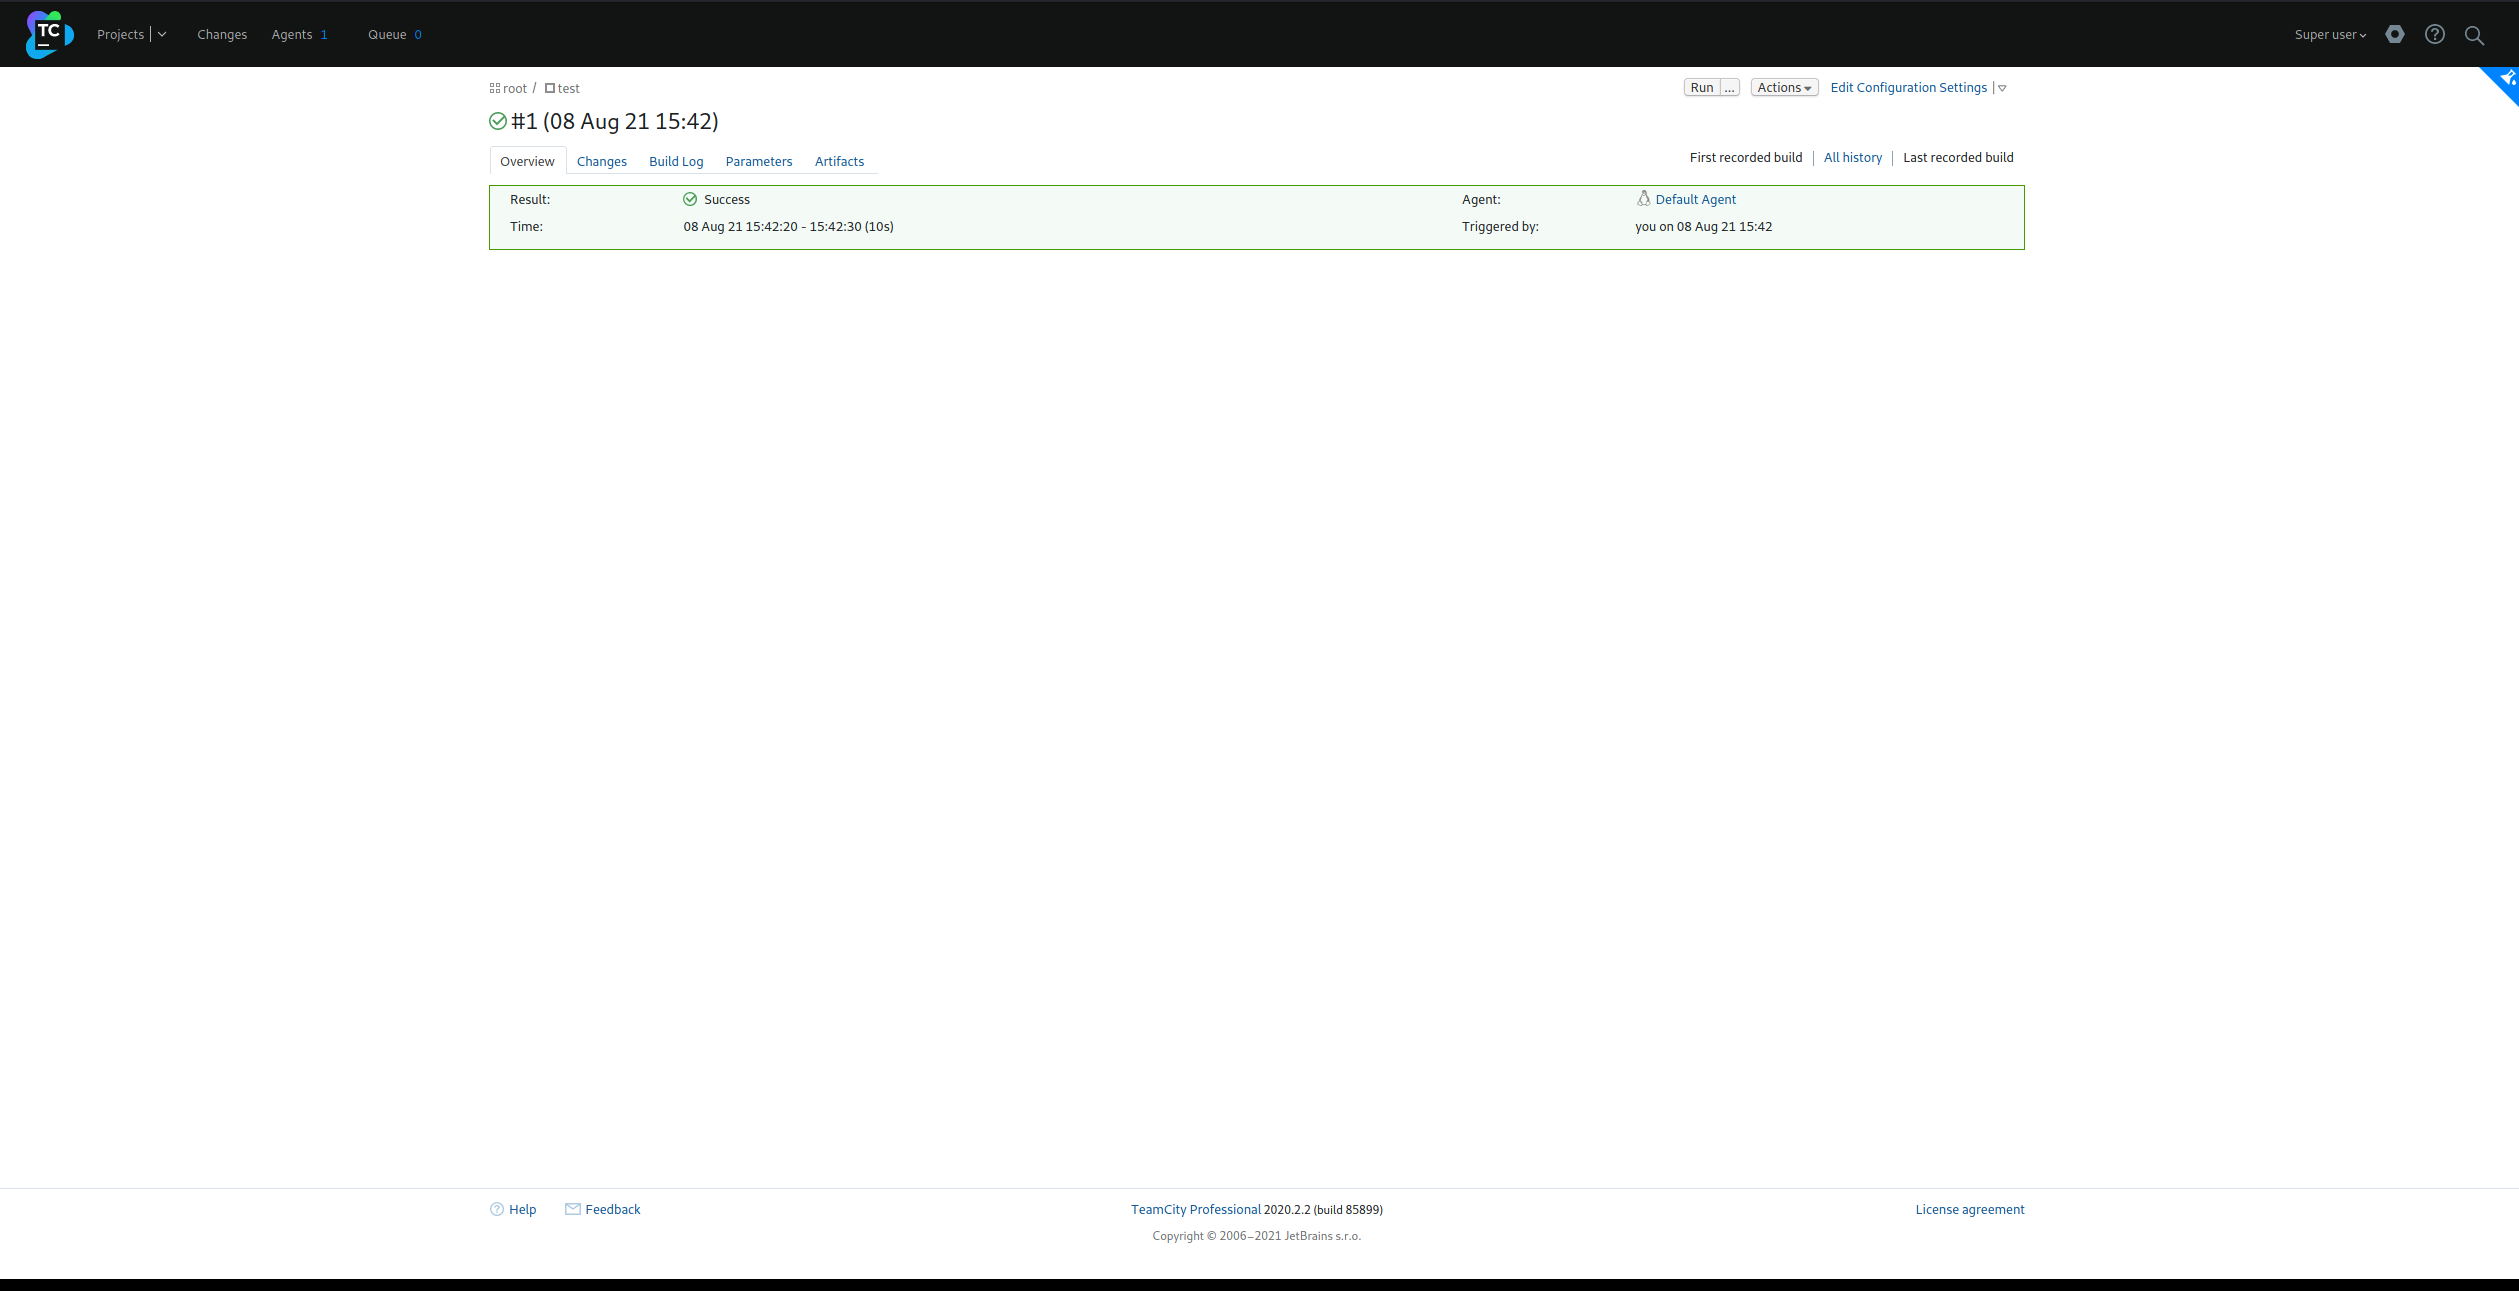 TC
Projects Changes Agents 1 Queue 0 Super user
root / test Run ... Actions Edit Configuration Settings
#1 (08 Aug 21 15:42)
Overview Changes Build Log Parameters Artifacts First recorded build All history Last recorded build
Result: Success Agent: Default Agent
Time: 08 Aug 21 15:42:20 - 15:42:30 (10s) Triggered by: you on 08 Aug 21 15:42
Help Feedback TeamCity Professional 2020.2.2 (build 85899) License agreement
Copyright © 2006–2021 JetBrains s.r.o.